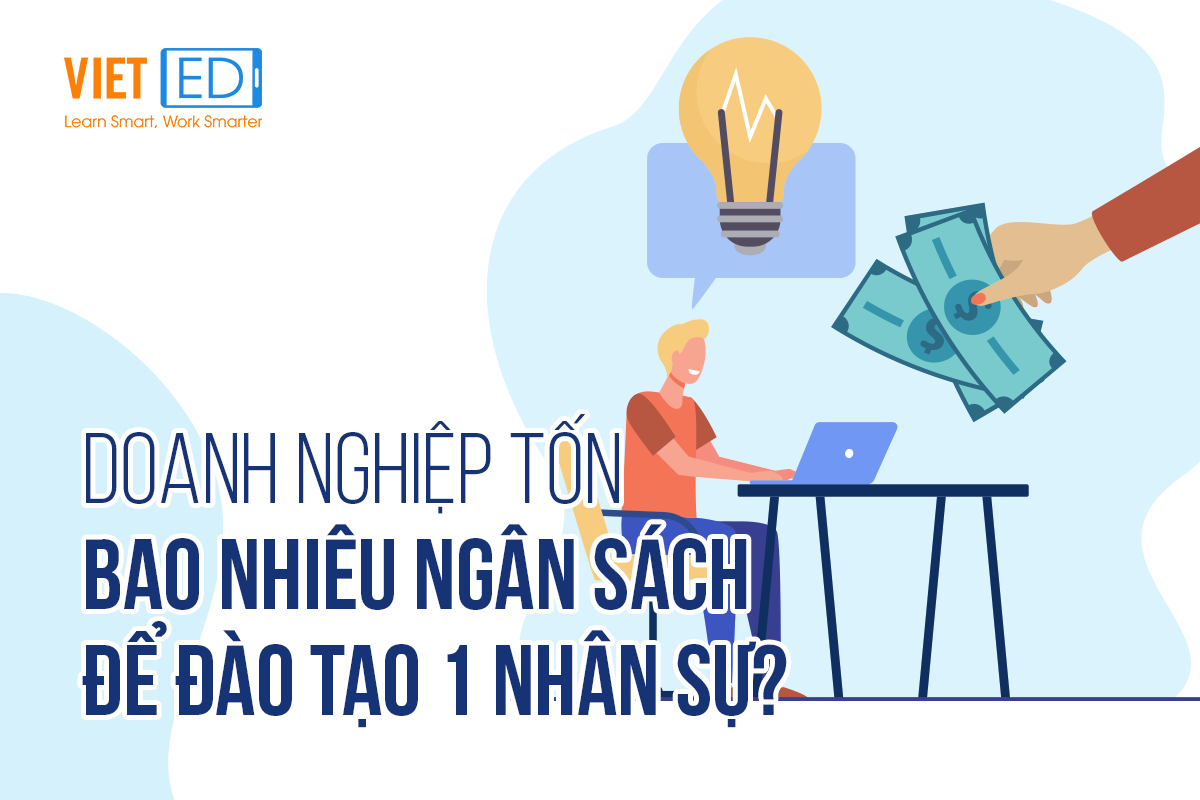 VIET ED
Learn Smart, Work Smarter
DOANH NGHIỆP TỐN
BAO NHIÊU NGÂN SÁCH
ĐỂ ĐÀO TẠO 1 NHÂN SỰ?